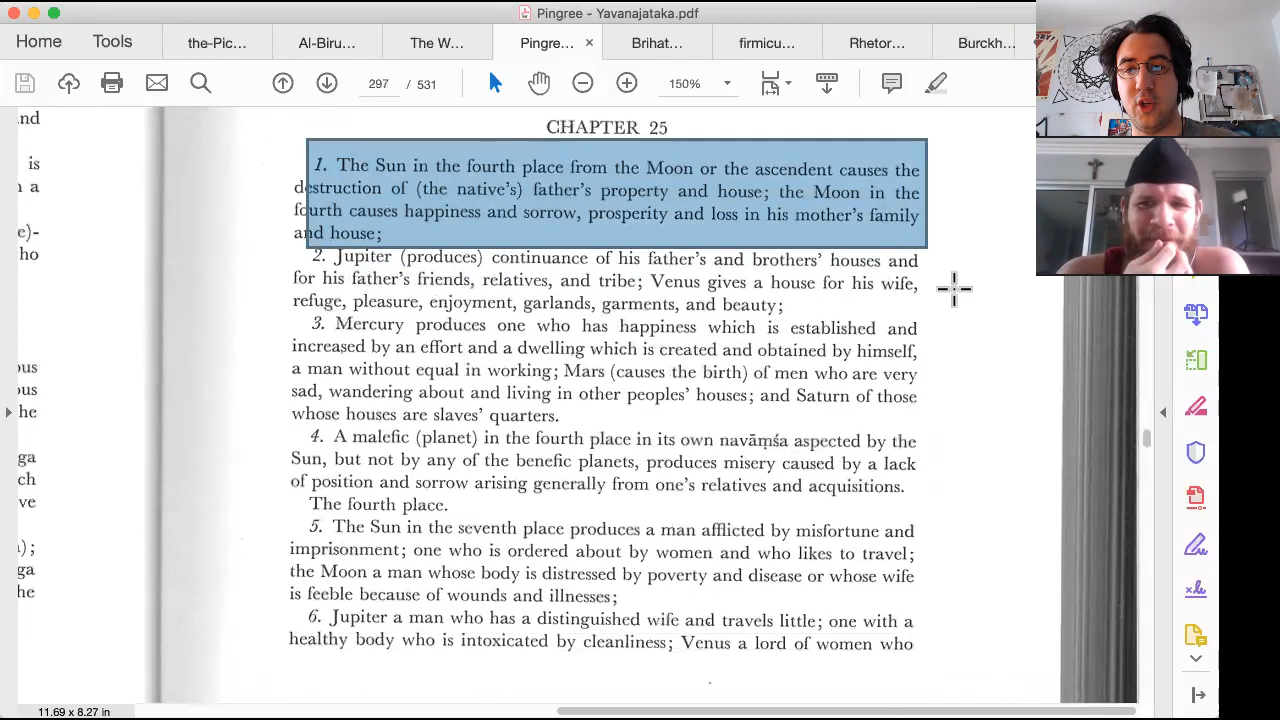 Pingree - Yavanajataka.pdf
Home Tools the-Pic... Al-Biru... The W... Pingree... × Brihat... firmicu... Rhetor... Burckh
297 / 531 150%
CHAPTER 25
1. The Sun in the fourth place from the Moon or the ascendent causes the
destruction of (the native's) father's property and house; the Moon in the
fourth causes happiness and sorrow, prosperity and loss in his mother's family
and house;
2. Jupiter (produces) continuance of his father's and brothers' houses and
for his father's friends, relatives, and tribe; Venus gives a house for his wife,
refuge, pleasure, enjoyment, garlands, garments, and beauty;
3. Mercury produces one who has happiness which is established and
increased by an effort and a dwelling which is created and obtained by himself,
a man without equal in working; Mars (causes the birth) of men who are very
sad, wandering about and living in other peoples' houses; and Saturn of those
whose houses are slaves' quarters.
4. A malefic (planet) in the fourth place in its own navāṃśa aspected by the
Sun, but not by any of the benefic planets, produces misery caused by a lack
of position and sorrow arising generally from one's relatives and acquisitions.
The fourth place.
5. The Sun in the seventh place produces a man afflicted by misfortune and
imprisonment; one who is ordered about by women and who likes to travel;
the Moon a man whose body is distressed by poverty and disease or whose wife
is feeble because of wounds and illnesses;
6. Jupiter a man who has a distinguished wife and travels little; one with a
healthy body who is intoxicated by cleanliness; Venus a lord of women who
11.69 x 8.27 in